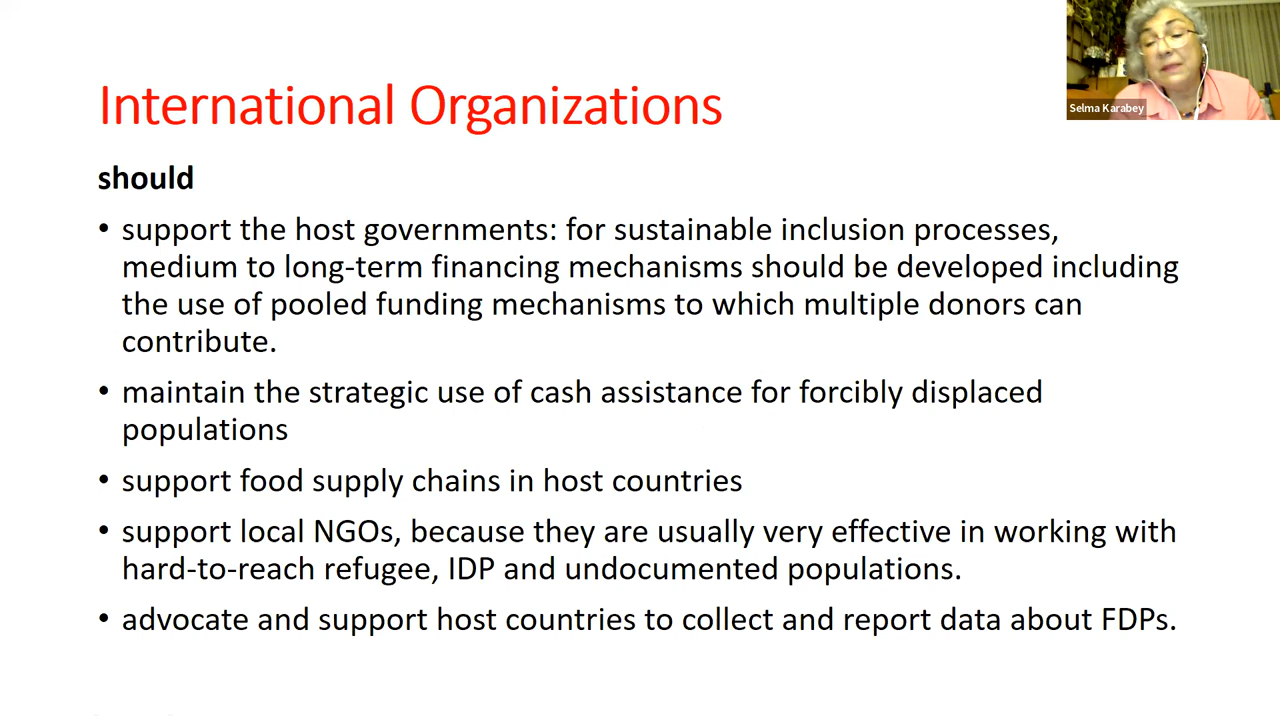 International Organizations
Selma Karabey
should
• support the host governments: for sustainable inclusion processes,
medium to long-term financing mechanisms should be developed including
the use of pooled funding mechanisms to which multiple donors can
contribute.
• maintain the strategic use of cash assistance for forcibly displaced
populations
• support food supply chains in host countries
• support local NGOs, because they are usually very effective in working with
hard-to-reach refugee, IDP and undocumented populations.
• advocate and support host countries to collect and report data about FDPs.